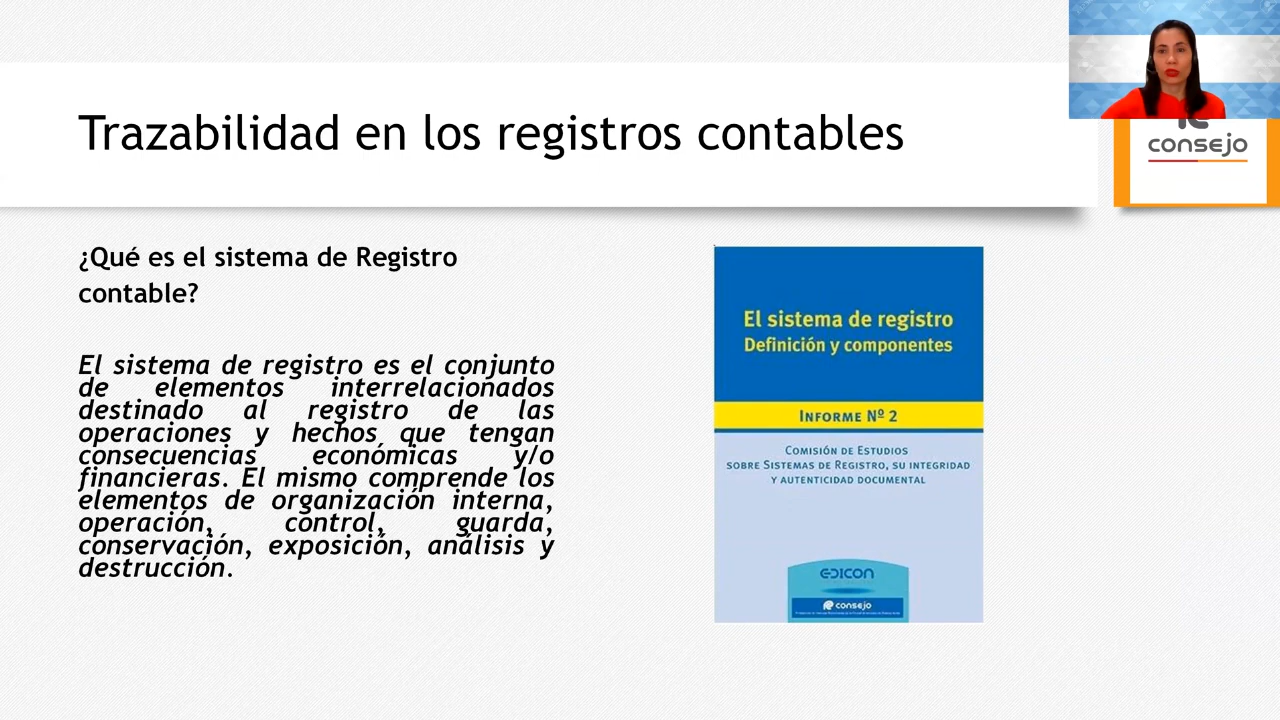 Trazabilidad en los registros contables
consejo
¿Qué es el sistema de Registro
contable?
El sistema de registro es el conjunto
de elementos interrelacionados
destinado al registro de las
operaciones y hechos que tengan
consecuencias económicas y/o
financieras. El mismo comprende los
elementos de organización interna,
operación, control, guarda,
conservación, exposición, análisis y
destrucción.
El sistema de registro
Definición y componentes
INFORME Nº 2
COMISIÓN DE ESTUDIOS
SOBRE SISTEMAS DE REGISTRO, SU INTEGRIDAD
Y AUTENTICIDAD DOCUMENTAL
EDICON
consejo